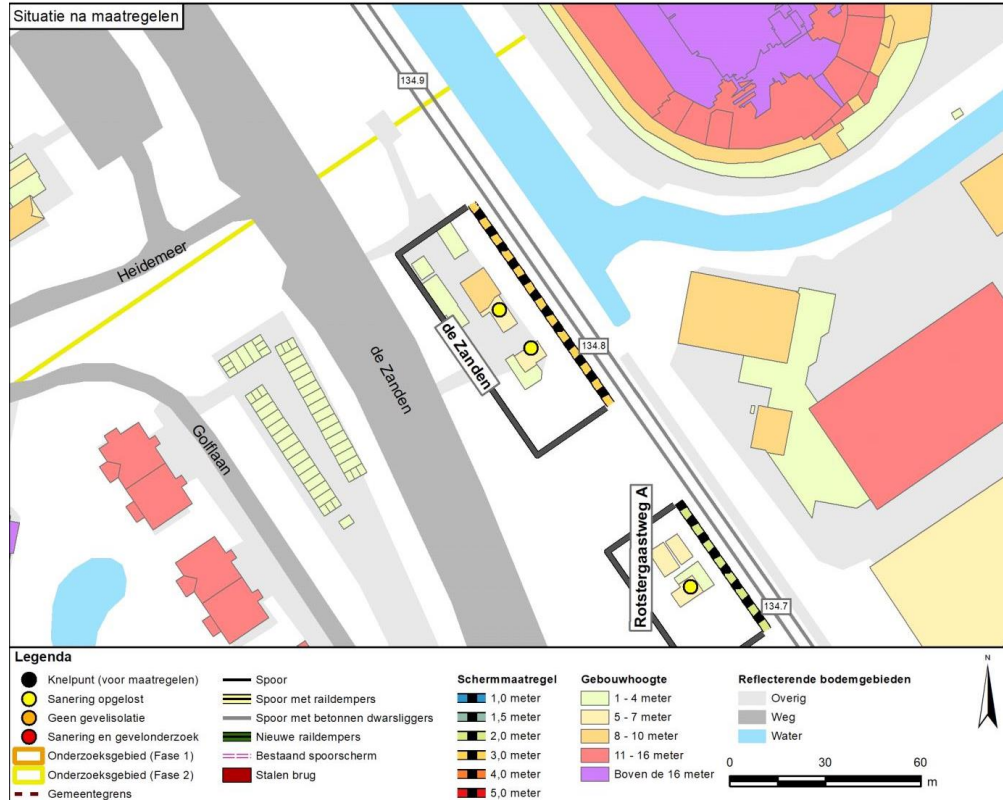 Situatie na maatregelen
134.9
Heidemeer
de Zanden
de Zanden
134.8
Golflaan
Rotstergaastweg A
134.7
Legenda
Knelpunt (voor maatregelen)
Sanering opgelost
Geen gevelisolatie
Sanering en gevelonderzoek
Onderzoeksgebied (Fase 1)
Onderzoeksgebied (Fase 2)
Gemeentegrens
Spoor
Spoor met raildempers
Spoor met betonnen dwarsliggers
Nieuwe raildempers
Bestaand spoorscherm
Stalen brug
Schermmaatregel
1,0 meter
1,5 meter
2,0 meter
3,0 meter
4,0 meter
5,0 meter
Gebouwhoogte
1 - 4 meter
5 - 7 meter
8 - 10 meter
11 - 16 meter
Boven de 16 meter
Reflecterende bodemgebieden
Overig
Weg
Water
N
0 30 60
m